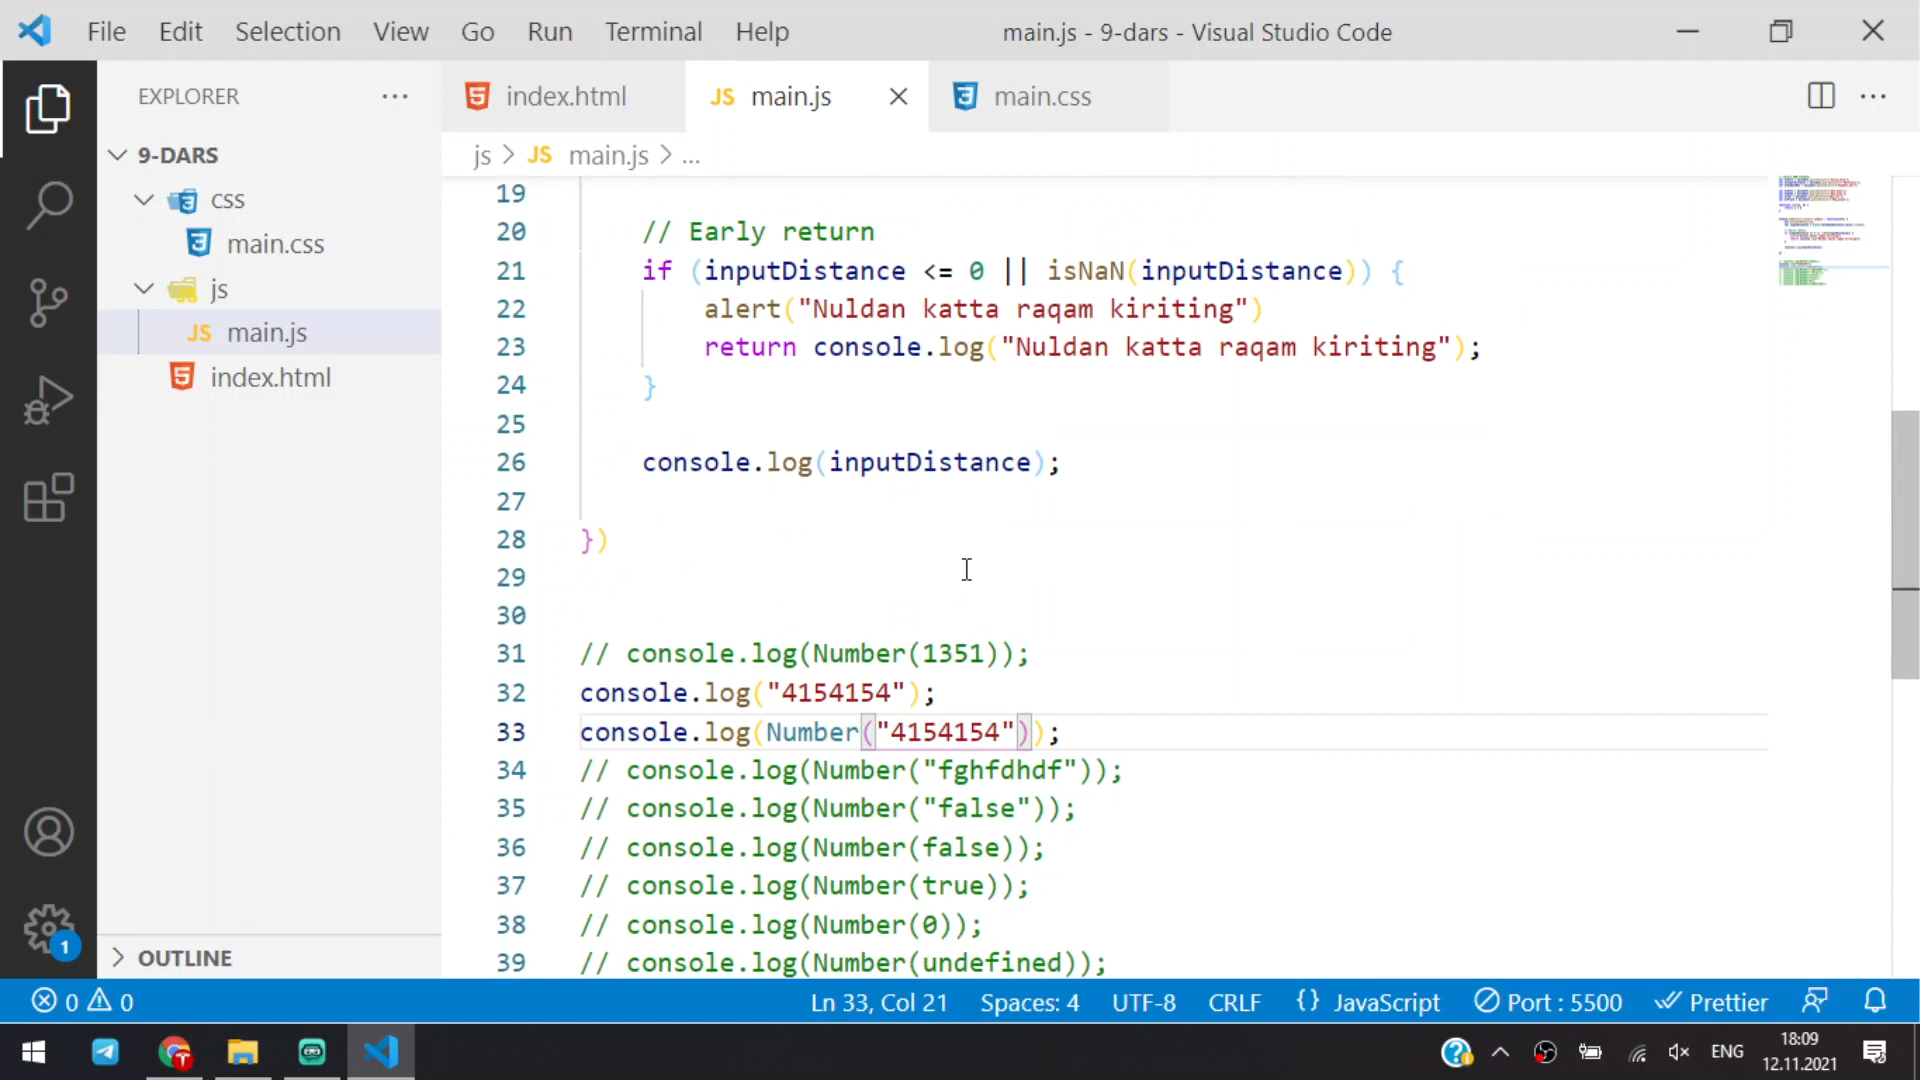 File Edit Selection View Go Run Terminal Help main.js - 9-dars - Visual Studio Code
EXPLORER
index.html
JS main.js
main.css
9-DARS
js > JS main.js > ...
css
main.css
js
JS main.js
index.html
OUTLINE
19
20 // Early return
21 if (inputDistance <= 0 || isNaN(inputDistance)) {
22 alert("Nuldan katta raqam kiriting")
23 return console.log("Nuldan katta raqam kiriting");
24 }
25
26 console.log(inputDistance);
27
28 })
29
30
31 // console.log(Number(1351));
32 console.log("4154154");
33 console.log(Number("4154154"));
34 // console.log(Number("fghfdhdf"));
35 // console.log(Number("false"));
36 // console.log(Number(false));
37 // console.log(Number(true));
38 // console.log(Number(0));
39 // console.log(Number(undefined));
1
0 0 Ln 33, Col 21 Spaces: 4 UTF-8 CRLF {} JavaScript Port : 5500 Prettier
ENG
18:09
12.11.2021